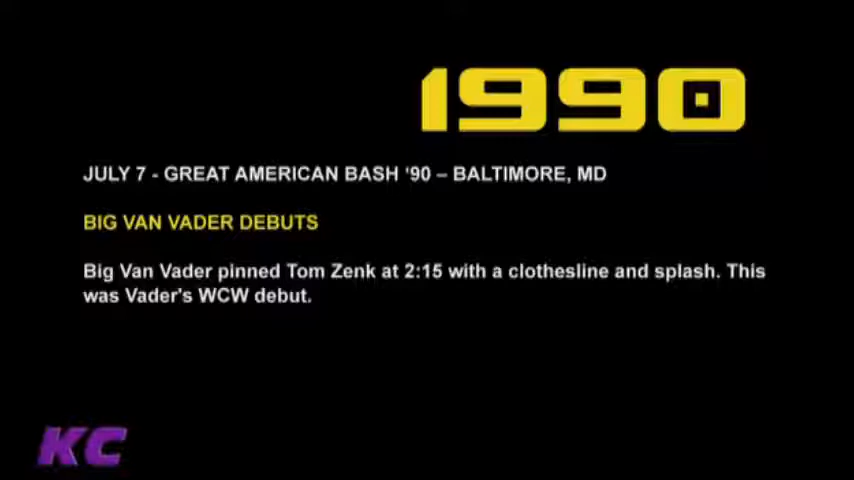 1990
JULY 7 - GREAT AMERICAN BASH '90 – BALTIMORE, MD
BIG VAN VADER DEBUTS
Big Van Vader pinned Tom Zenk at 2:15 with a clothesline and splash. This
was Vader's WCW debut.
KC